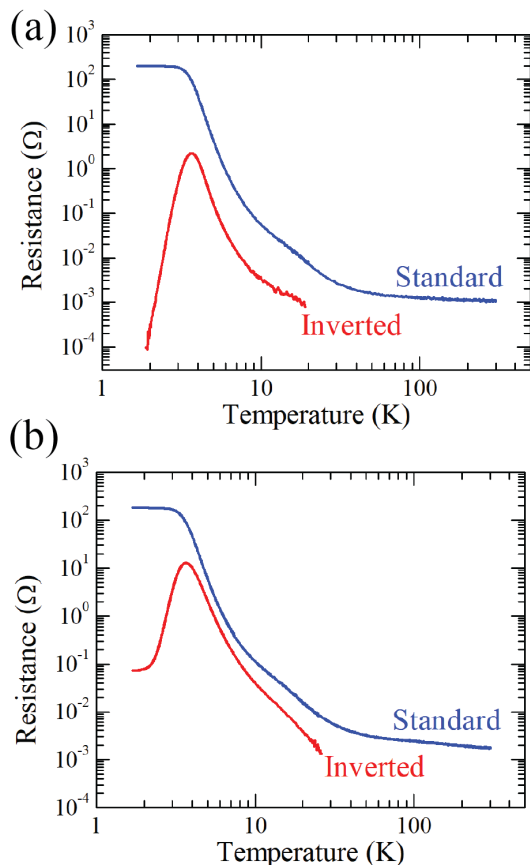 (a)
10^3
10^2
10^1
10^0
10^-1
10^-2
10^-3
10^-4
Resistance (Ω)
Standard
Inverted
1
10
100
Temperature (K)
(b)
10^3
10^2
10^1
10^0
10^-1
10^-2
10^-3
10^-4
Resistance (Ω)
Standard
Inverted
1
10
100
Temperature (K)